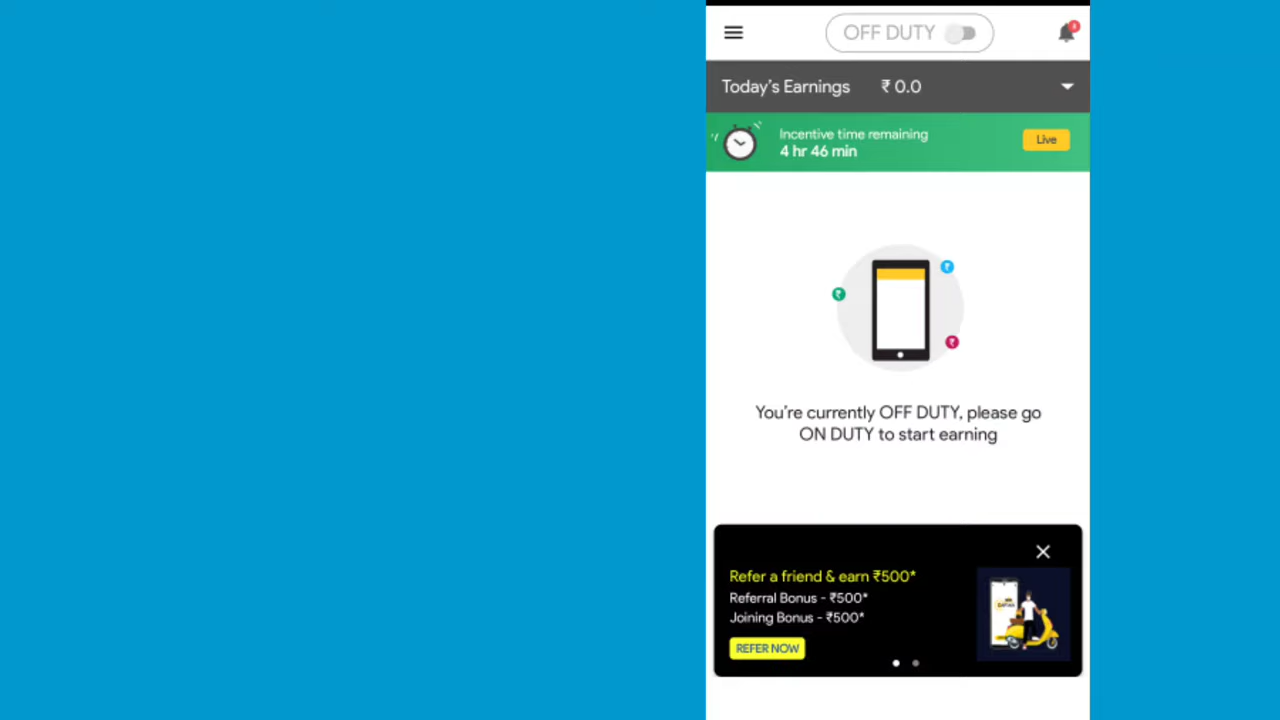 OFF DUTY
Today's Earnings ₹ 0.0
Incentive time remaining
4 hr 46 min
Live
You're currently OFF DUTY, please go
ON DUTY to start earning
Refer a friend & earn ₹500*
Referral Bonus - ₹500*
Joining Bonus - ₹500*
REFER NOW